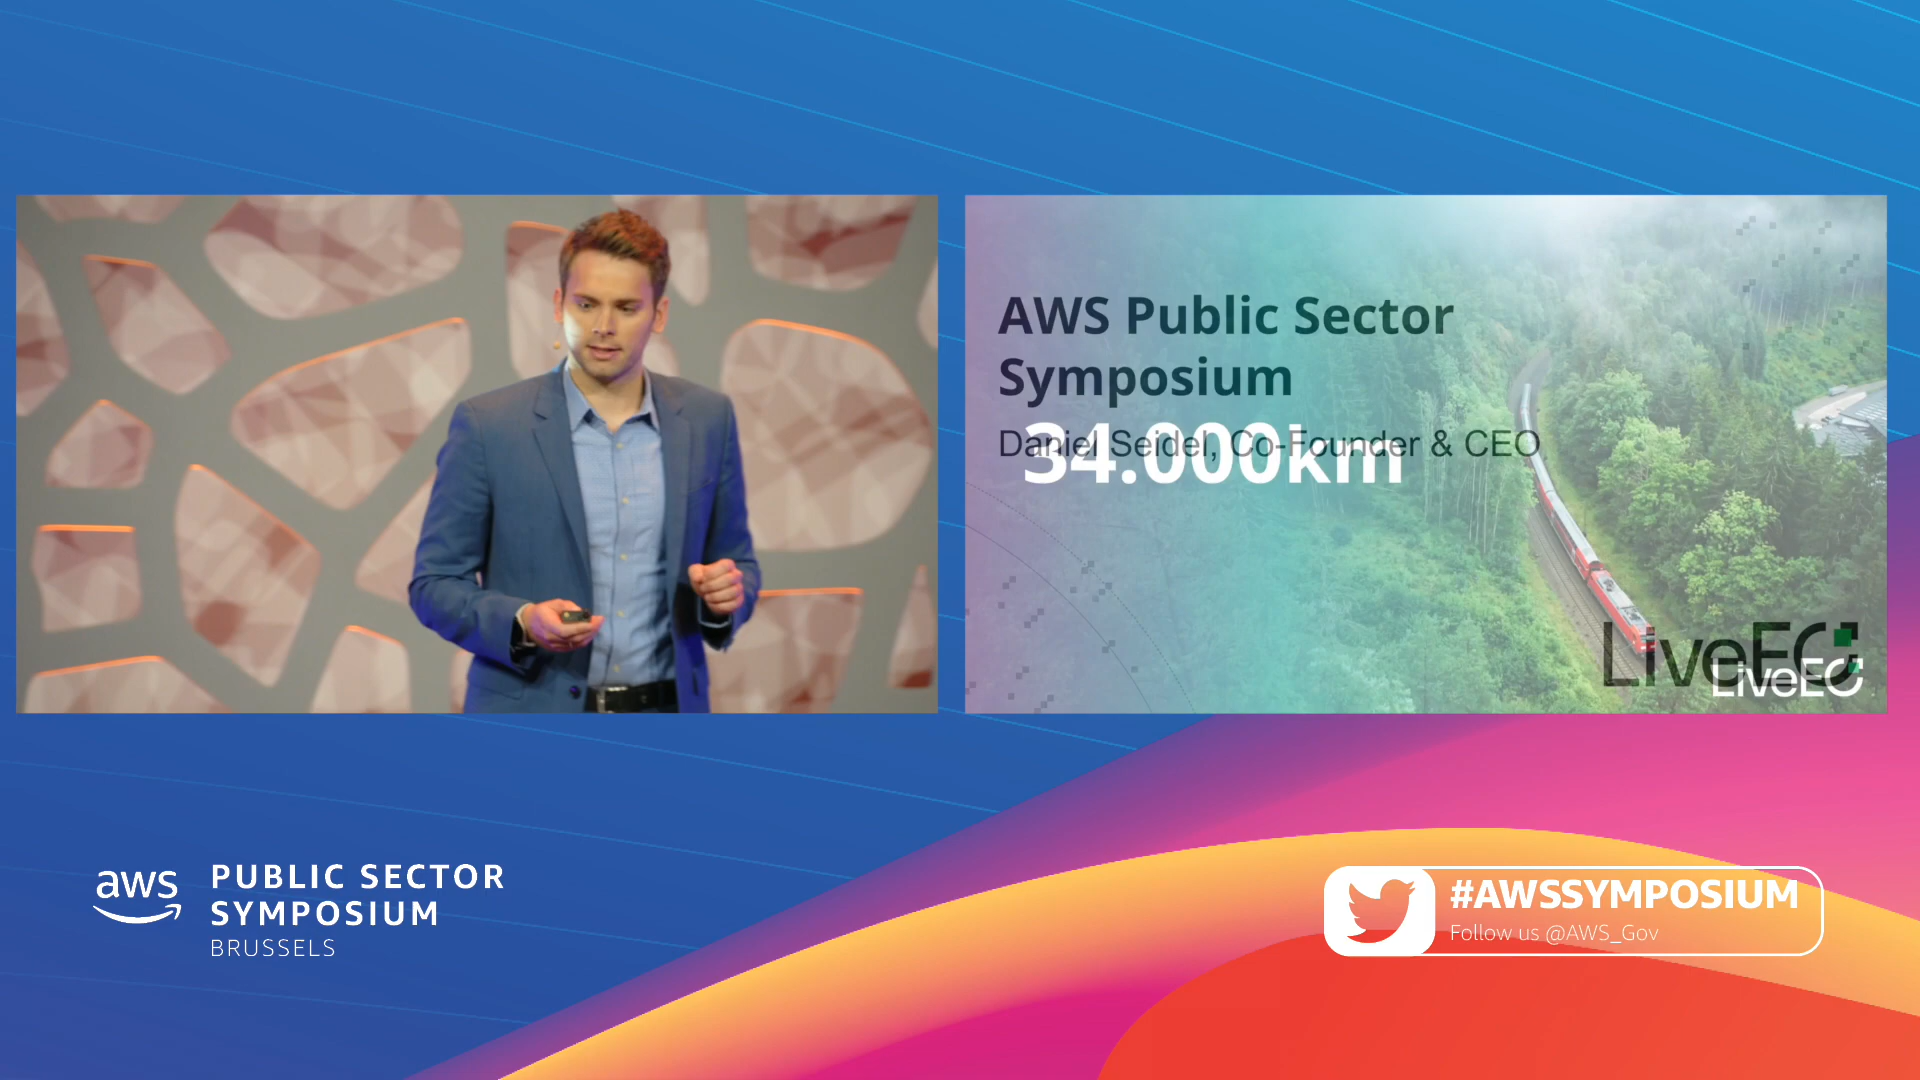 AWS Public Sector
Symposium
Daniel Seidel, Co-Founder & CEO
34.000km
LiveEO
LiveEO
aws
PUBLIC SECTOR
SYMPOSIUM
BRUSSELS
#AWSSYMPOSIUM
Follow us @AWS_Gov